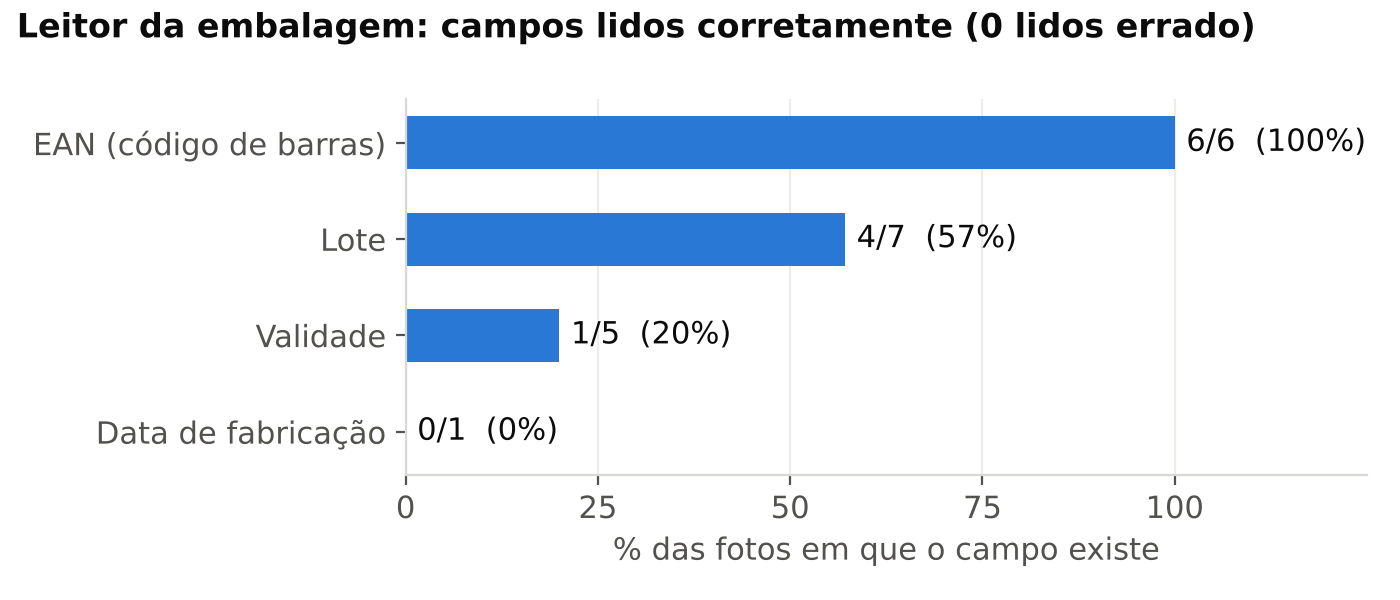 Leitor da embalagem: campos lidos corretamente (0 lidos errado)
EAN (código de barras) 6/6 (100%)
Lote 4/7 (57%)
Validade 1/5 (20%)
Data de fabricação 0/1 (0%)
0 25 50 75 100
% das fotos em que o campo existe